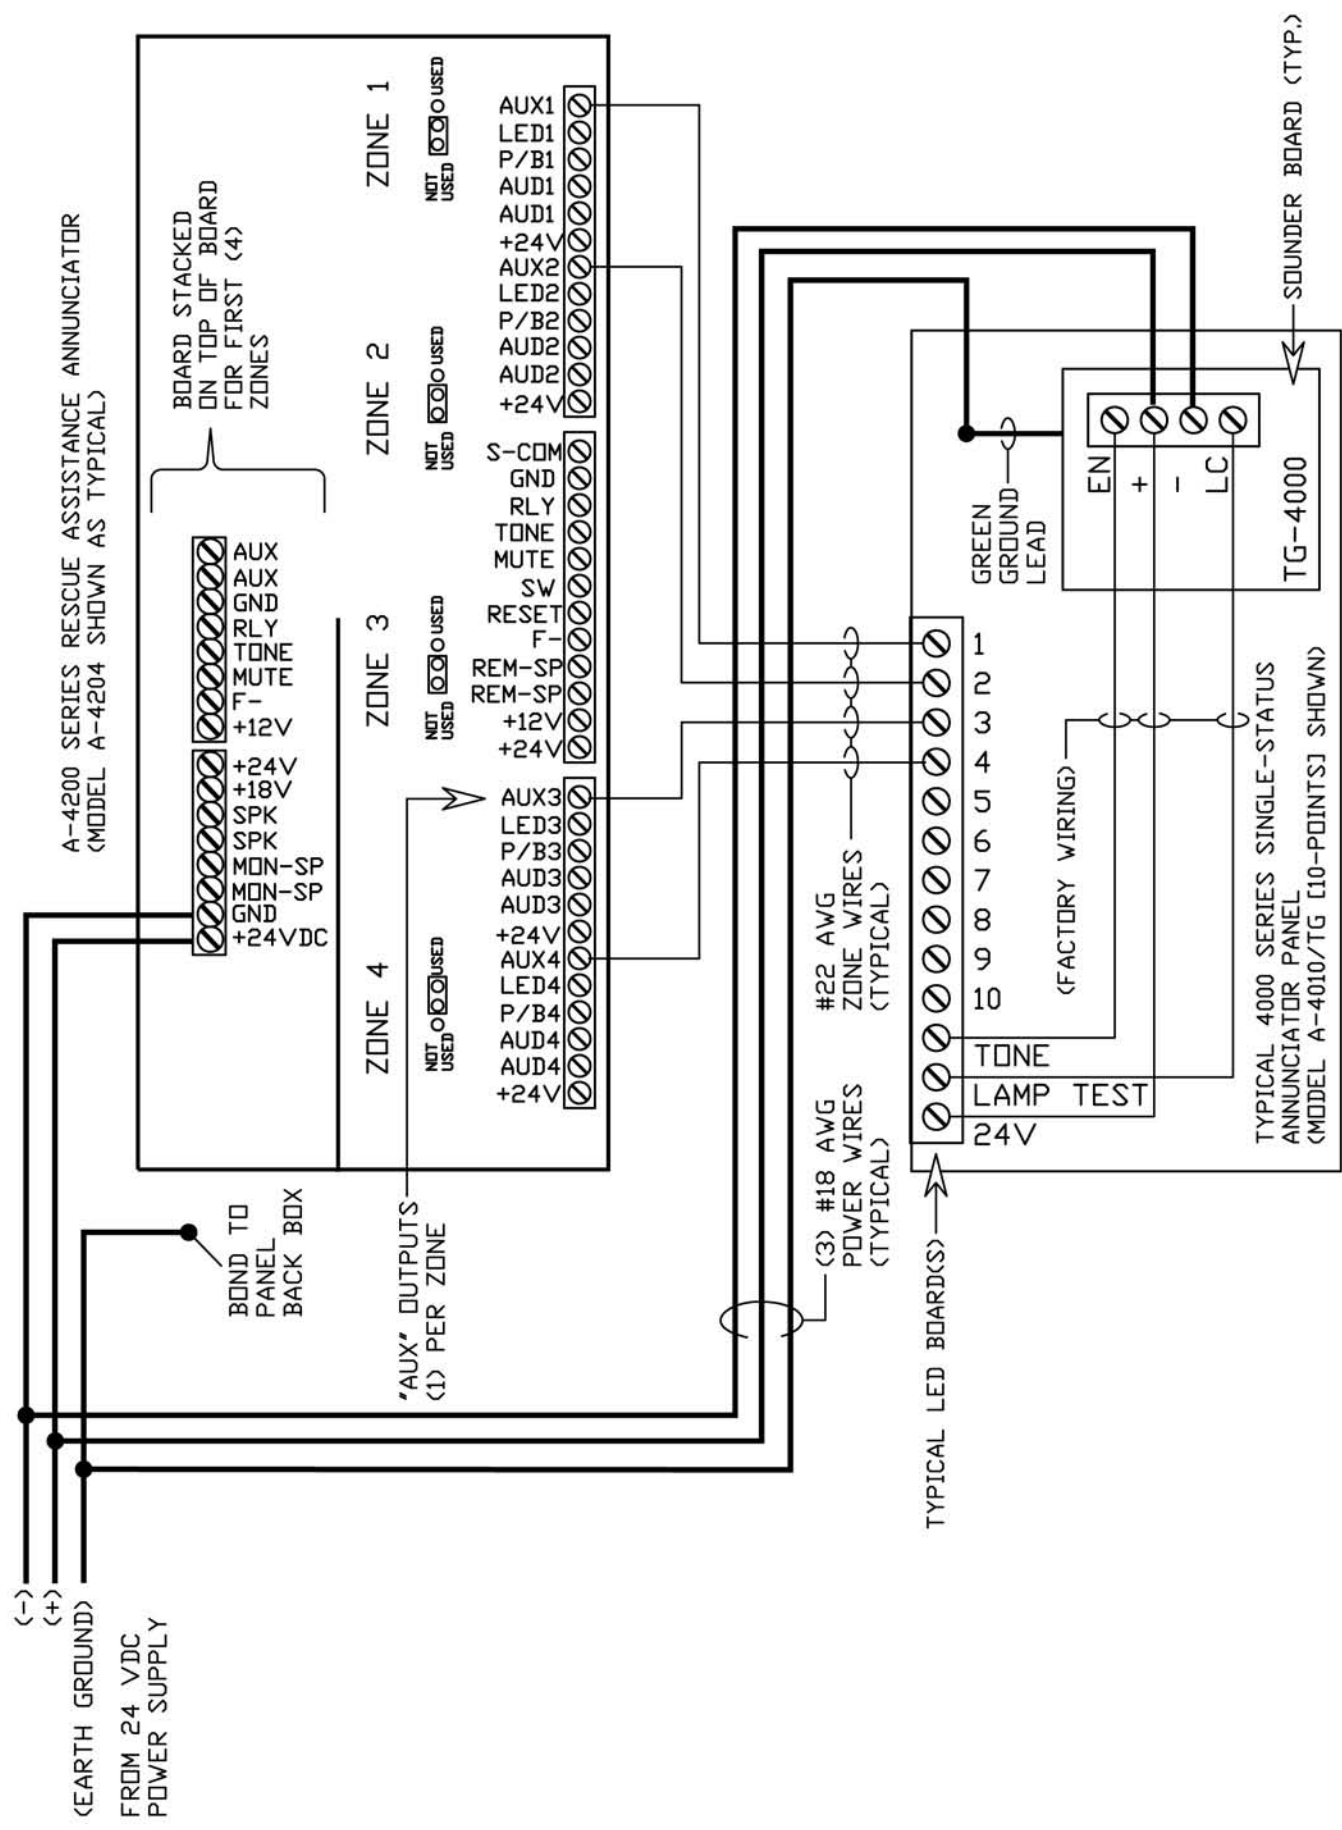 A-4200 SERIES RESCUE ASSISTANCE ANNUNCIATOR
(MODEL A-4204 SHOWN AS TYPICAL)
BOARD STACKED
ON TOP OF BOARD
FOR FIRST (4)
ZONES
AUX
AUX
GND
RLY
TONE
MUTE
F-
+12V
+24V
+18V
SPK
SPK
MON-SP
MON-SP
GND
+24VDC
ZONE 1
NOT
USED
USED
ZONE 2
NOT
USED
USED
ZONE 3
NOT
USED
USED
ZONE 4
NOT
USED
USED
AUX1
LED1
P/B1
AUD1
AUD1
+24V
AUX2
LED2
P/B2
AUD2
AUD2
+24V
S-COM
GND
RLY
TONE
MUTE
SW
RESET
F-
REM-SP
REM-SP
+12V
+24V
AUX3
LED3
P/B3
AUD3
AUD3
+24V
AUX4
LED4
P/B4
AUD4
AUD4
+24V
BOND TO
PANEL
BACK BOX
"AUX" OUTPUTS
(1) PER ZONE
(-)
(+)
(EARTH GROUND)
FROM 24 VDC
POWER SUPPLY
#22 AWG
ZONE WIRES
(TYPICAL)
(3) #18 AWG
POWER WIRES
(TYPICAL)
TYPICAL LED BOARD(S)
1
2
3
4
5
6
7
8
9
10
TONE
LAMP TEST
24V
GREEN
GROUND
LEAD
(FACTORY WIRING)
EN
+
-
LC
TG-4000
SOUNDER BOARD (TYP.)
TYPICAL 4000 SERIES SINGLE-STATUS
ANNUNCIATOR PANEL
(MODEL A-4010/TG [10-POINTS] SHOWN)